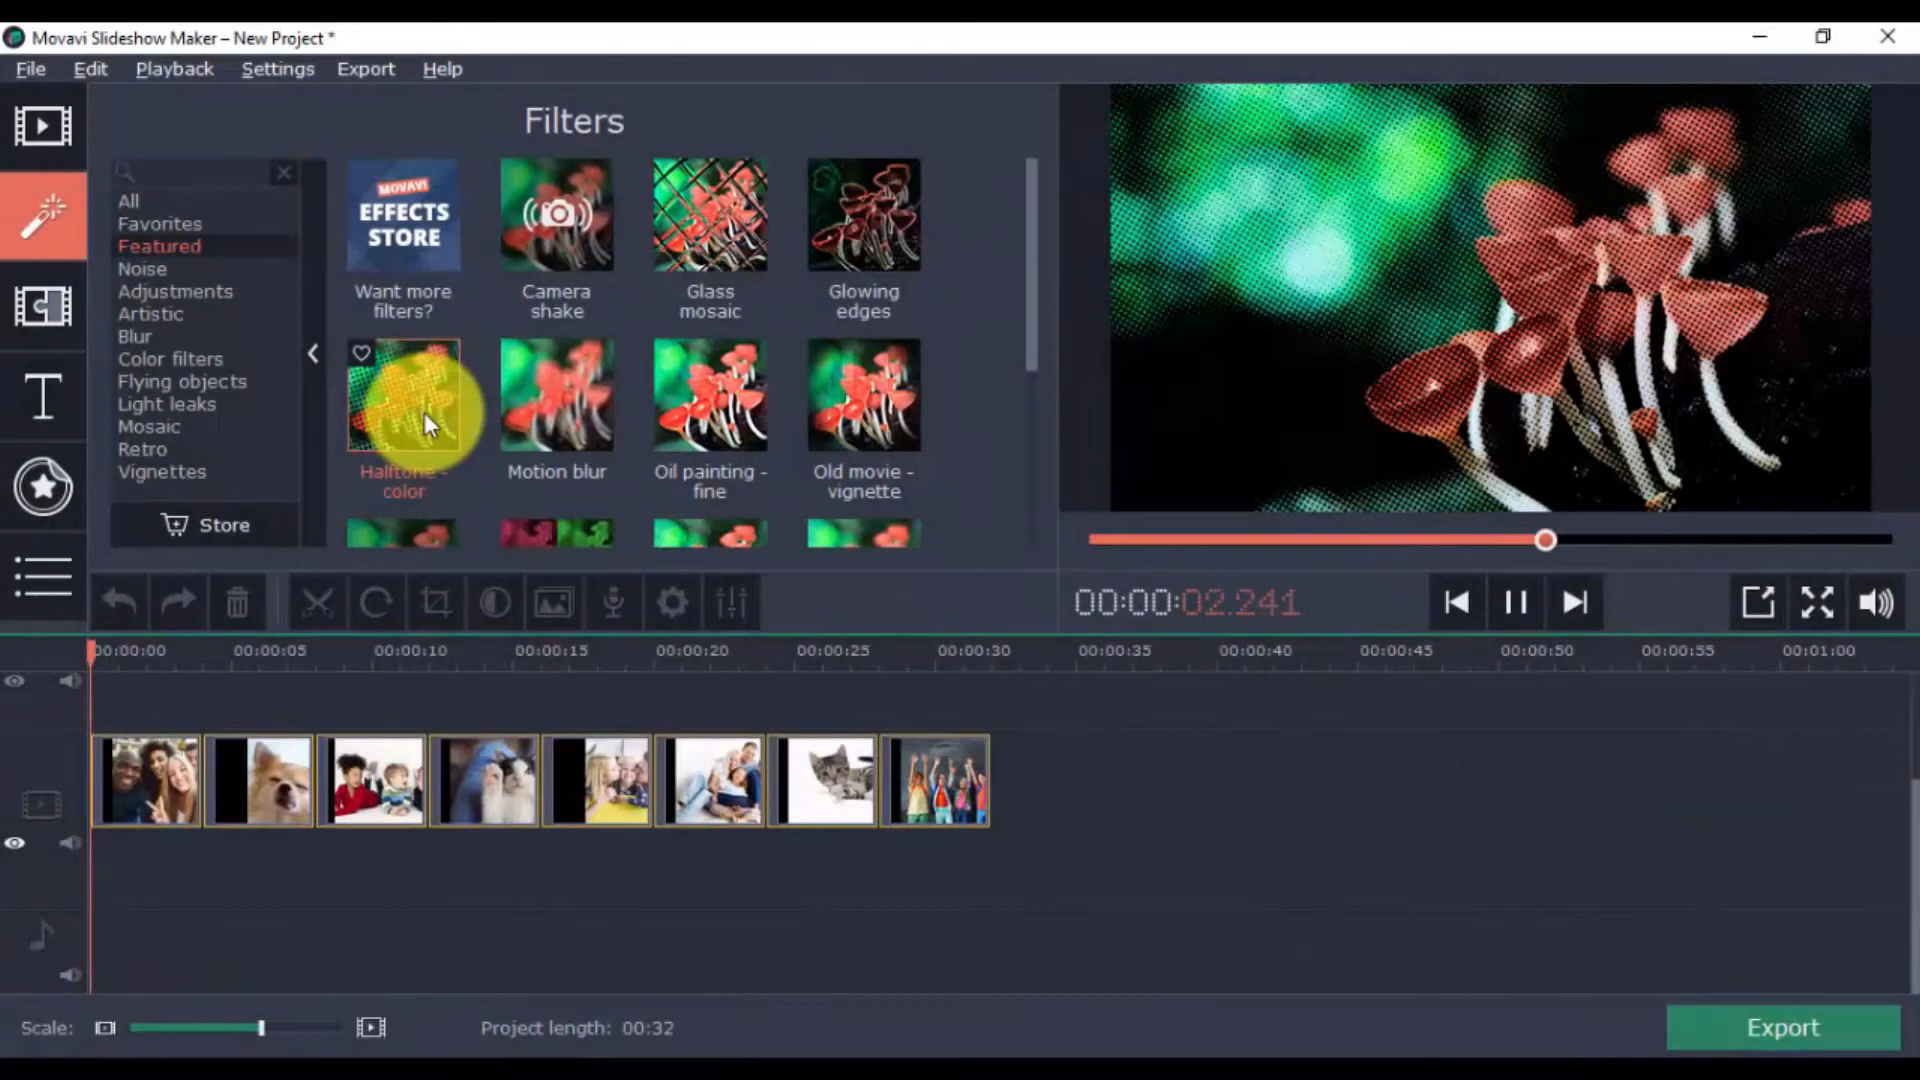 Movavi Slideshow Maker – New Project *
File Edit Playback Settings Export Help
Filters
All
Favorites
Featured
Noise
Adjustments
Artistic
Blur
Color filters
Flying objects
Light leaks
Mosaic
Retro
Vignettes
Store
MOVAVI
EFFECTS
STORE
Want more
filters?
Camera
shake
Glass
mosaic
Glowing
edges
Halftone -
color
Motion blur
Oil painting -
fine
Old movie -
vignette
00:00:02.241
00:00:00 00:00:05 00:00:10 00:00:15 00:00:20 00:00:25 00:00:30 00:00:35 00:00:40 00:00:45 00:00:50 00:00:55 00:01:00
Scale:
Project length: 00:32
Export